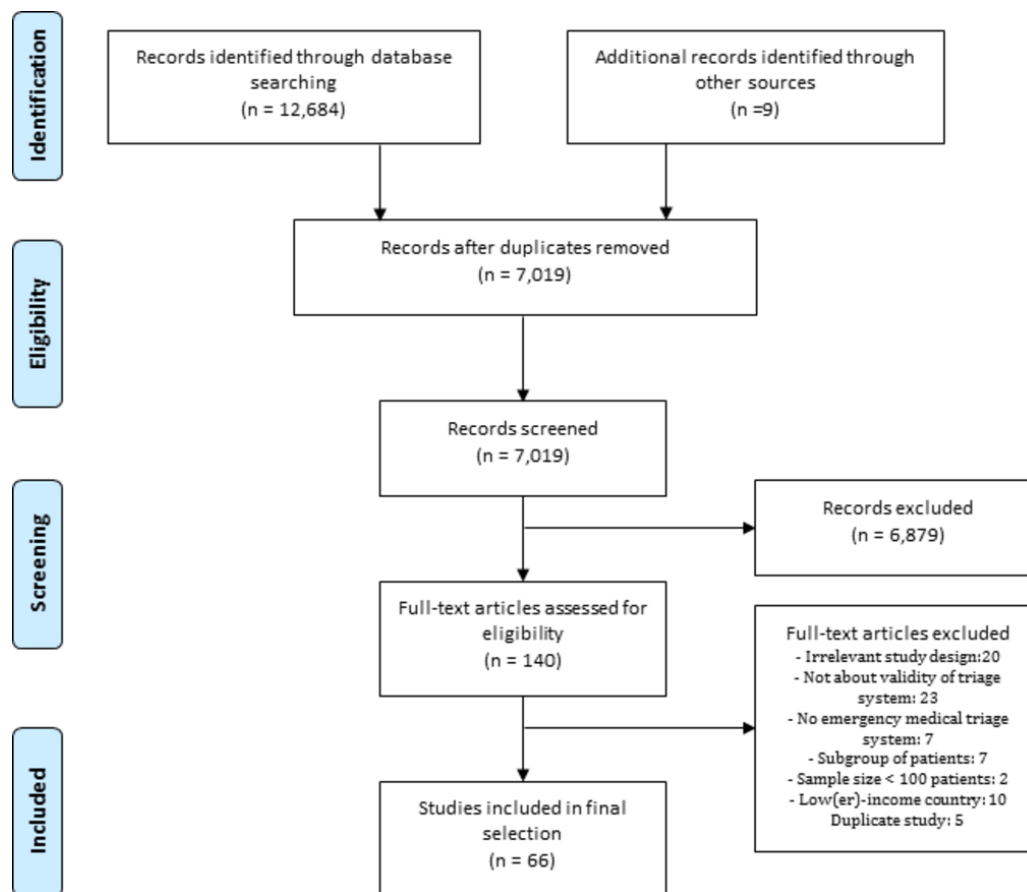 Identification
Records identified through database
searching
(n = 12,684)
Additional records identified through
other sources
(n =9)
Eligibility
Records after duplicates removed
(n = 7,019)
Records screened
(n = 7,019)
Screening
Records excluded
(n = 6,879)
Full-text articles assessed for
eligibility
(n = 140)
Full-text articles excluded
- Irrelevant study design:20
- Not about validity of triage
system: 23
- No emergency medical triage
system: 7
- Subgroup of patients: 7
- Sample size < 100 patients: 2
- Low(er)-income country: 10
Duplicate study: 5
Included
Studies included in final
selection
(n = 66)